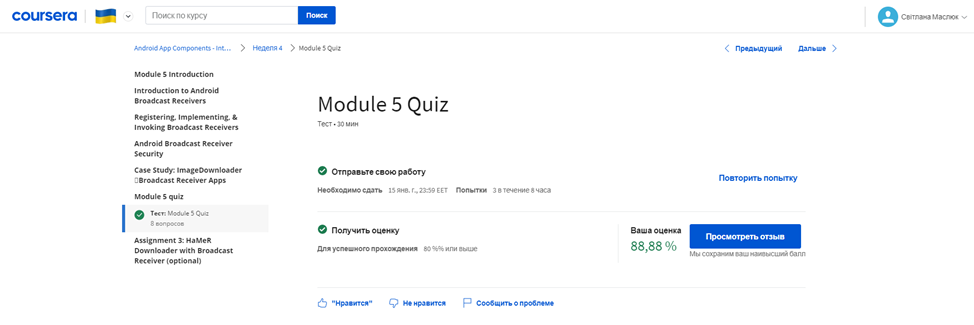 coursera
Поиск по курсу
Поиск
Світлана Маслюк
Android App Components - Int...
Неделя 4
Module 5 Quiz
Предыдущий
Дальше
Module 5 Introduction
Introduction to Android
Broadcast Receivers
Registering, Implementing, &
Invoking Broadcast Receivers
Android Broadcast Receiver
Security
Case Study: ImageDownloader
Broadcast Receiver Apps
Module 5 quiz
Тест: Module 5 Quiz
8 вопросов
Assignment 3: HaMeR
Downloader with Broadcast
Receiver (optional)
Module 5 Quiz
Тест • 30 мин
Отправьте свою работу
Необходимо сдать 15 янв. г., 23:59 EET Попытки 3 в течение 8 часа
Повторить попытку
Получить оценку
Для успешного прохождения 80 %% или выше
Ваша оценка
88,88 %
Просмотреть отзыв
Мы сохраним ваш наивысший балл
"Нравится"
Не нравится
Сообщить о проблеме